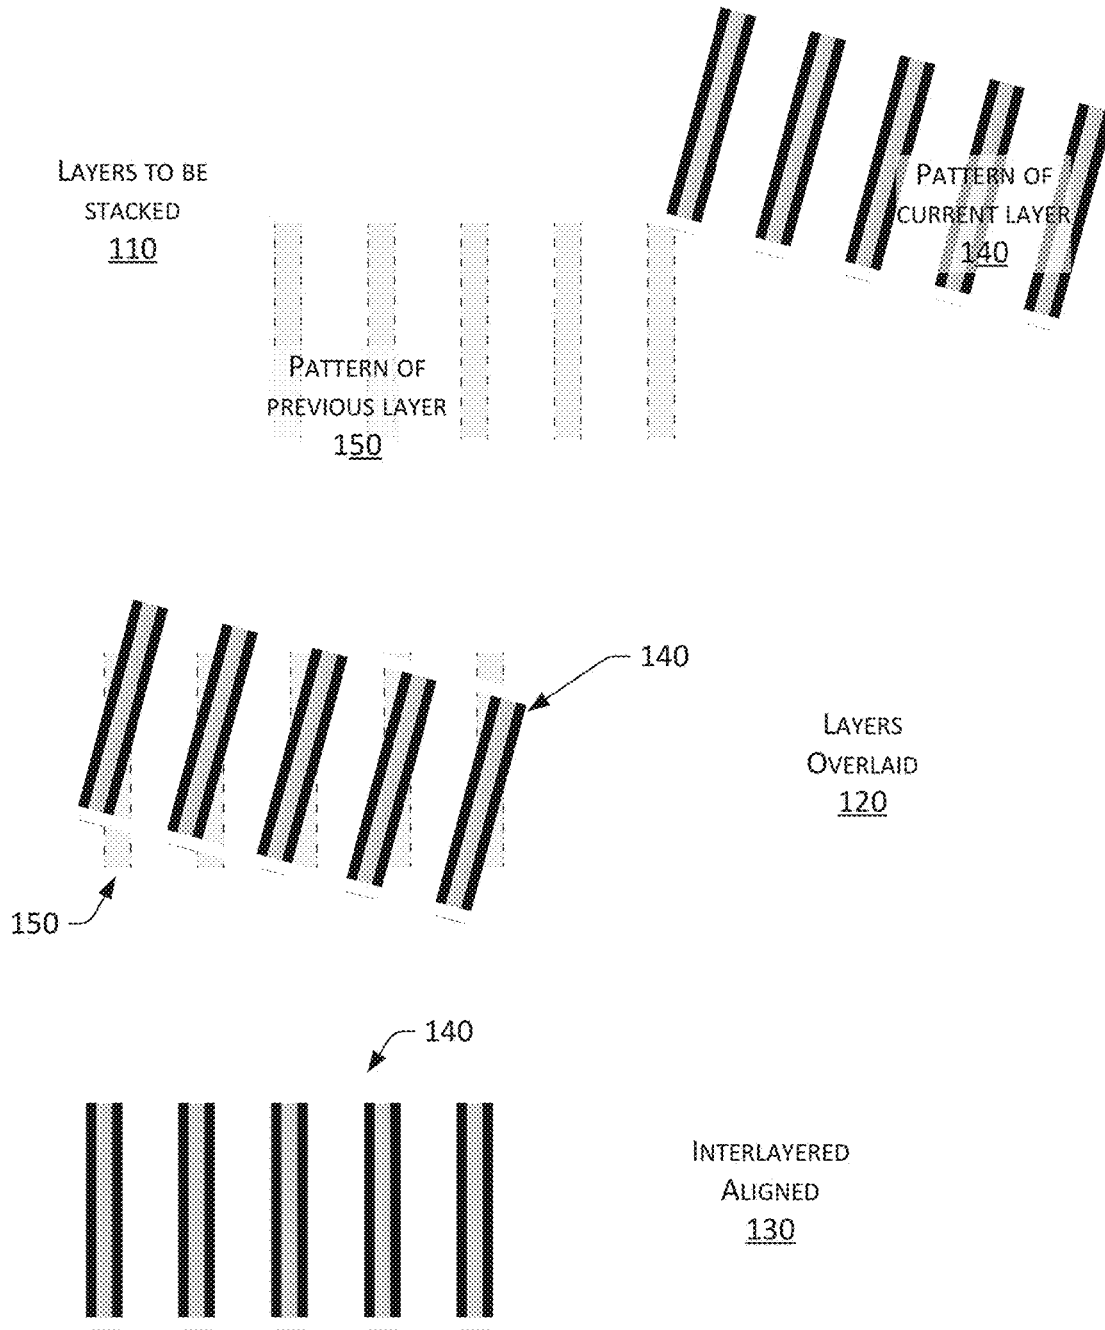 LAYERS TO BE
STACKED
110
PATTERN OF
CURRENT LAYER
140
PATTERN OF
PREVIOUS LAYER
150
140
LAYERS
OVERLAID
120
150
140
INTERLAYERED
ALIGNED
130